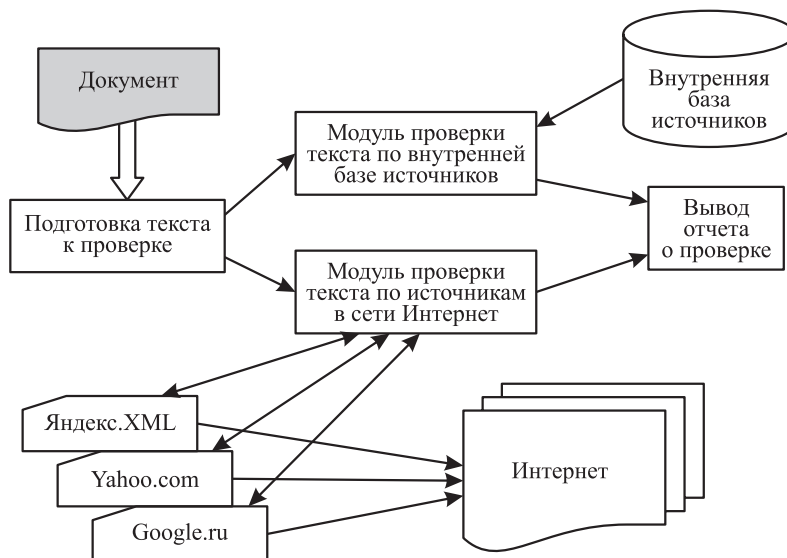 Документ
Внутренняя
база
источников
Модуль проверки
текста по внутренней
базе источников
Подготовка текста
к проверке
Вывод
отчета
о проверке
Модуль проверки
текста по источникам
в сети Интернет
Яндекс.XML
Yahoo.com
Google.ru
Интернет